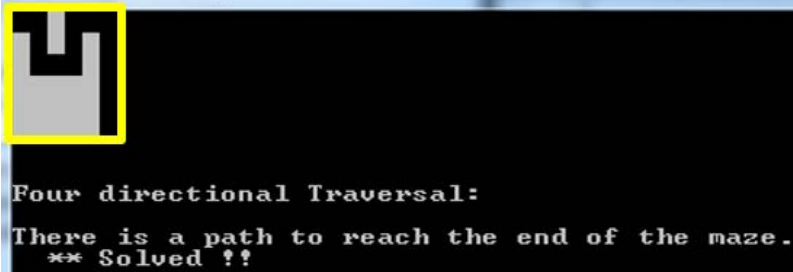 Four directional Traversal:
There is a path to reach the end of the maze.
** Solved !!